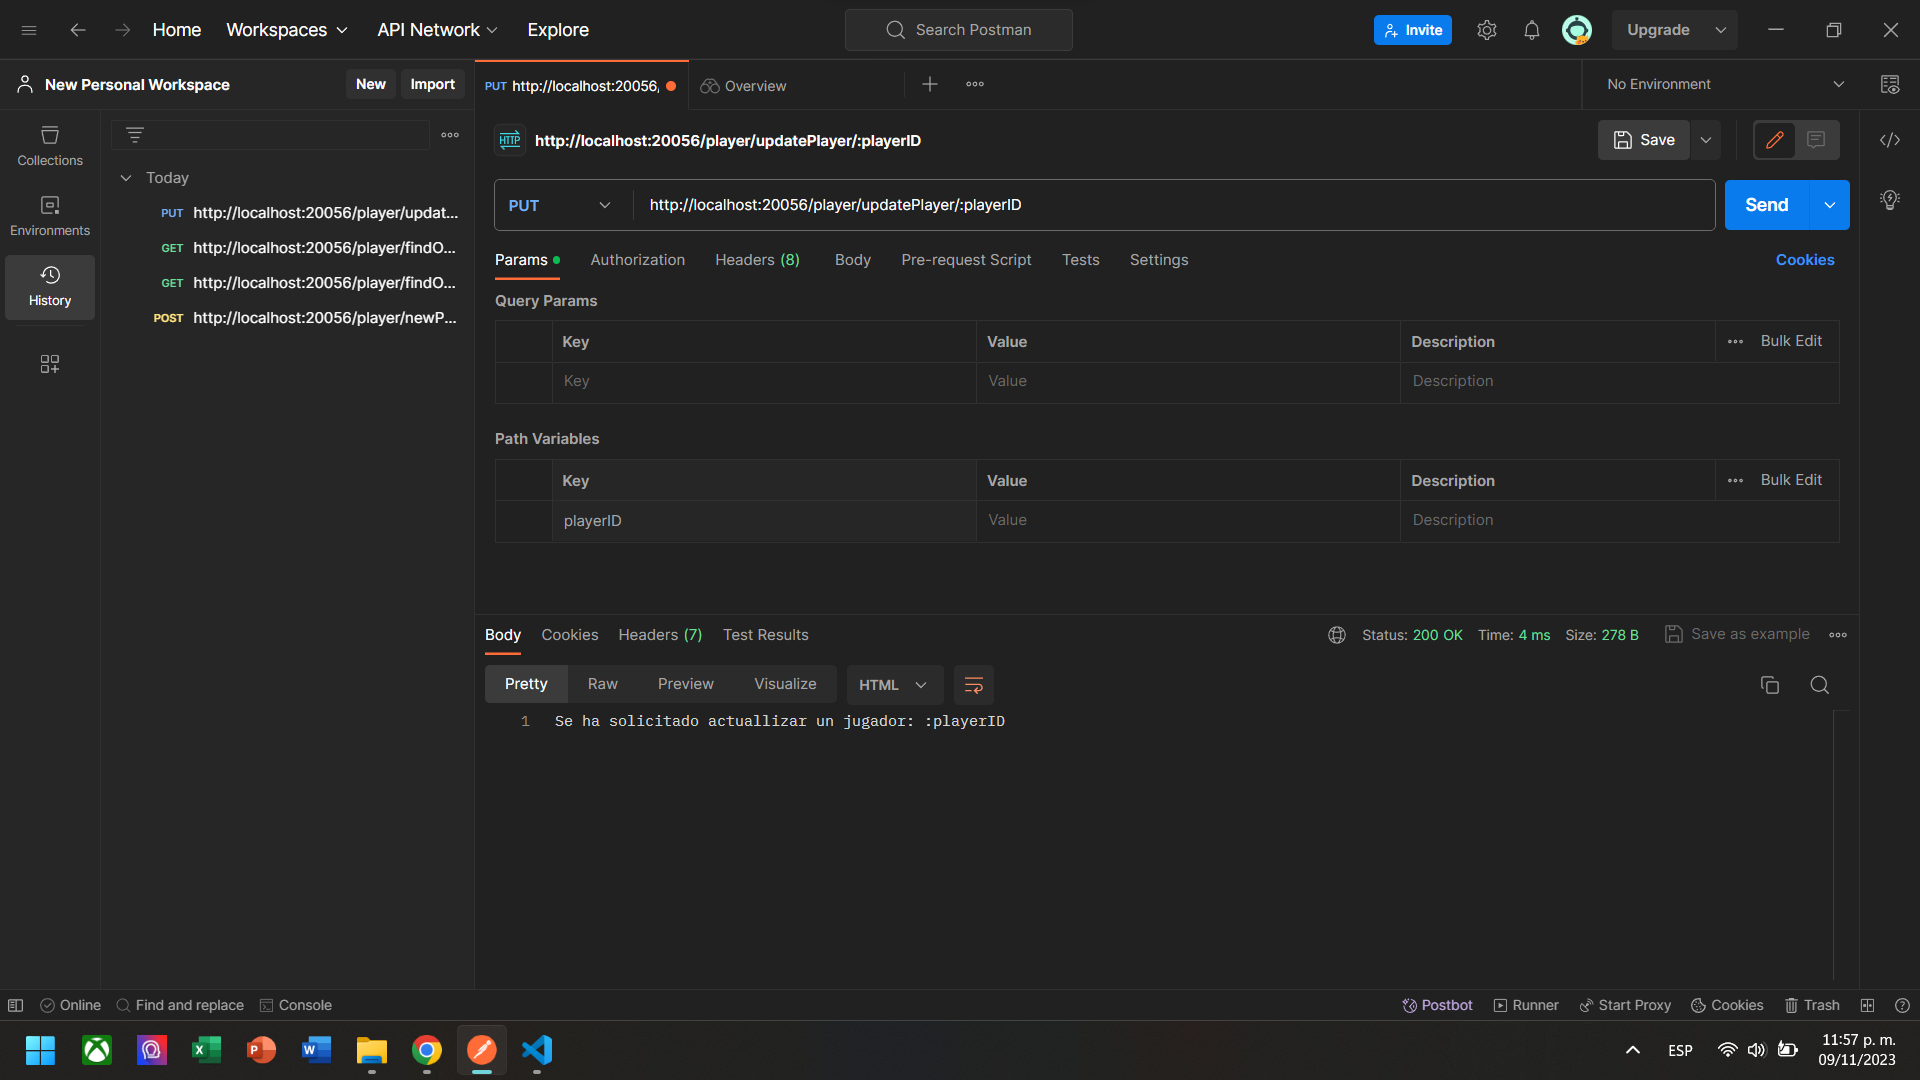 Home Workspaces API Network Explore Search Postman Invite Upgrade
New Personal Workspace New Import PUT http://localhost:20056/ Overview No Environment
Collections
Environments
History
Today
PUT http://localhost:20056/player/updat...
GET http://localhost:20056/player/findO...
GET http://localhost:20056/player/findO...
POST http://localhost:20056/player/newP...
HTTP http://localhost:20056/player/updatePlayer/:playerID Save
PUT http://localhost:20056/player/updatePlayer/:playerID Send
Params Authorization Headers (8) Body Pre-request Script Tests Settings Cookies
Query Params
Key Value Description Bulk Edit
Key Value Description
Path Variables
Key Value Description Bulk Edit
playerID Value Description
Body Cookies Headers (7) Test Results Status: 200 OK Time: 4 ms Size: 278 B Save as example
Pretty Raw Preview Visualize HTML
1 Se ha solicitado actuallizar un jugador: :playerID
Online Find and replace Console Postbot Runner Start Proxy Cookies Trash
ESP 11:57 p. m.
09/11/2023